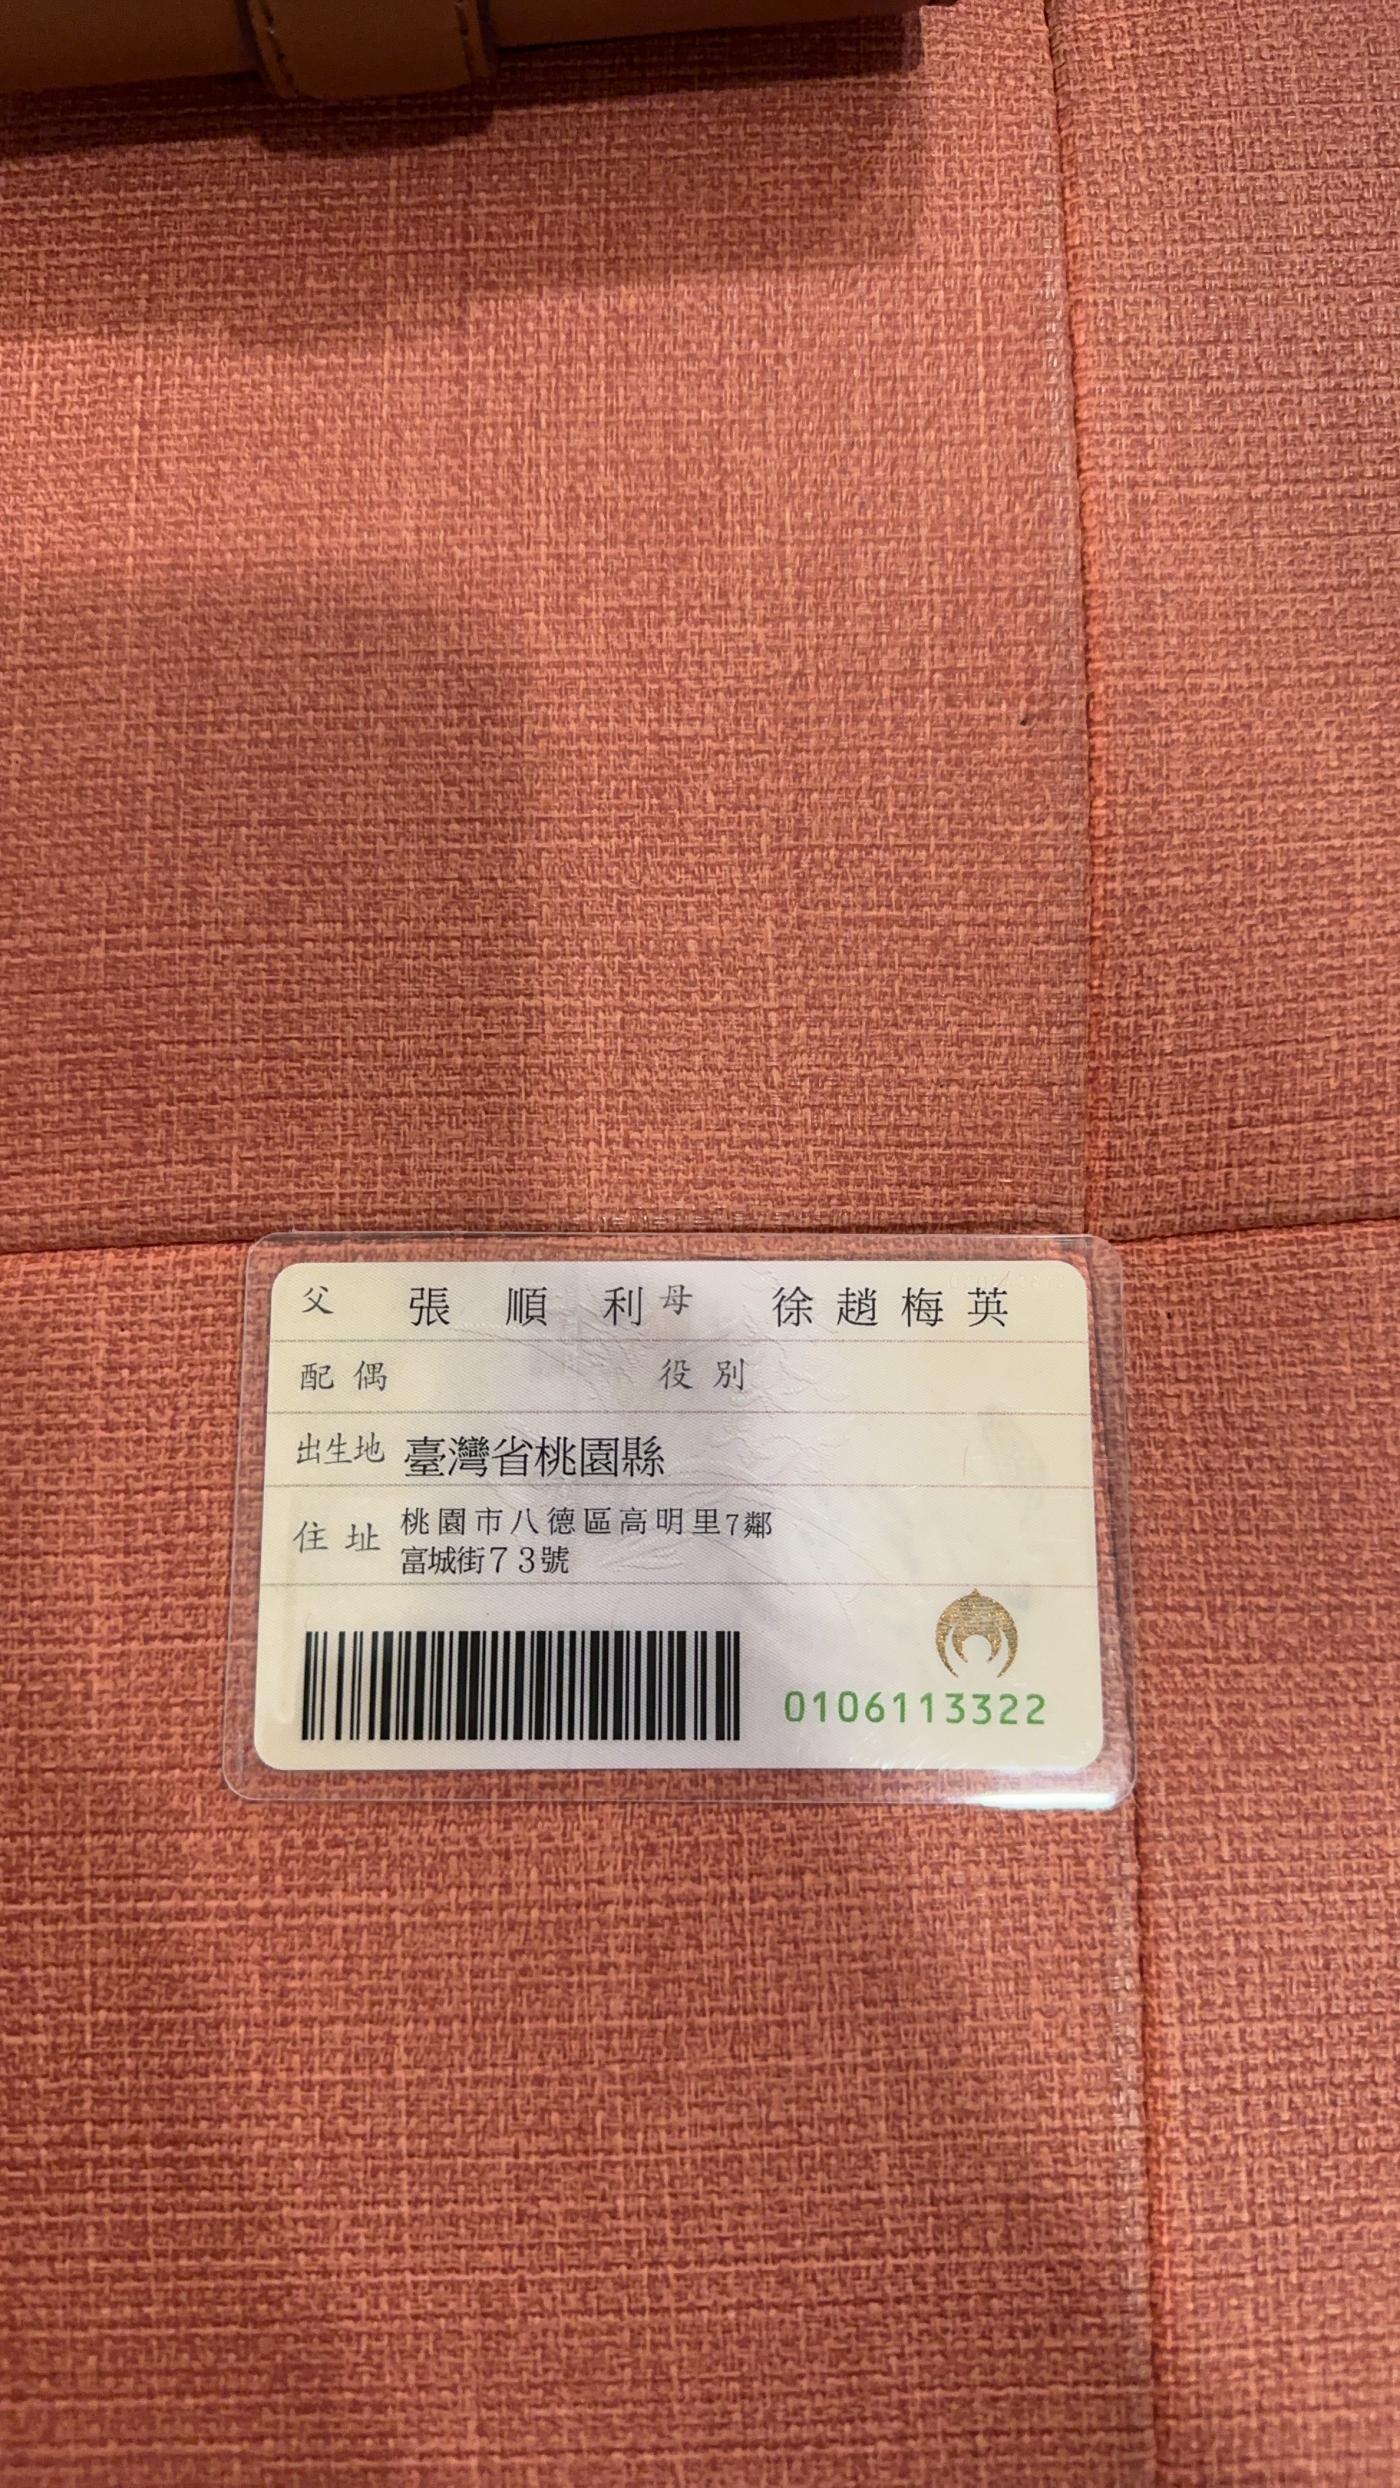 父 張順利 母 徐趙梅英
配偶 役別
出生地 臺灣省桃園縣
住址 桃園市八德區高明里7鄰
富城街73號
0106113322